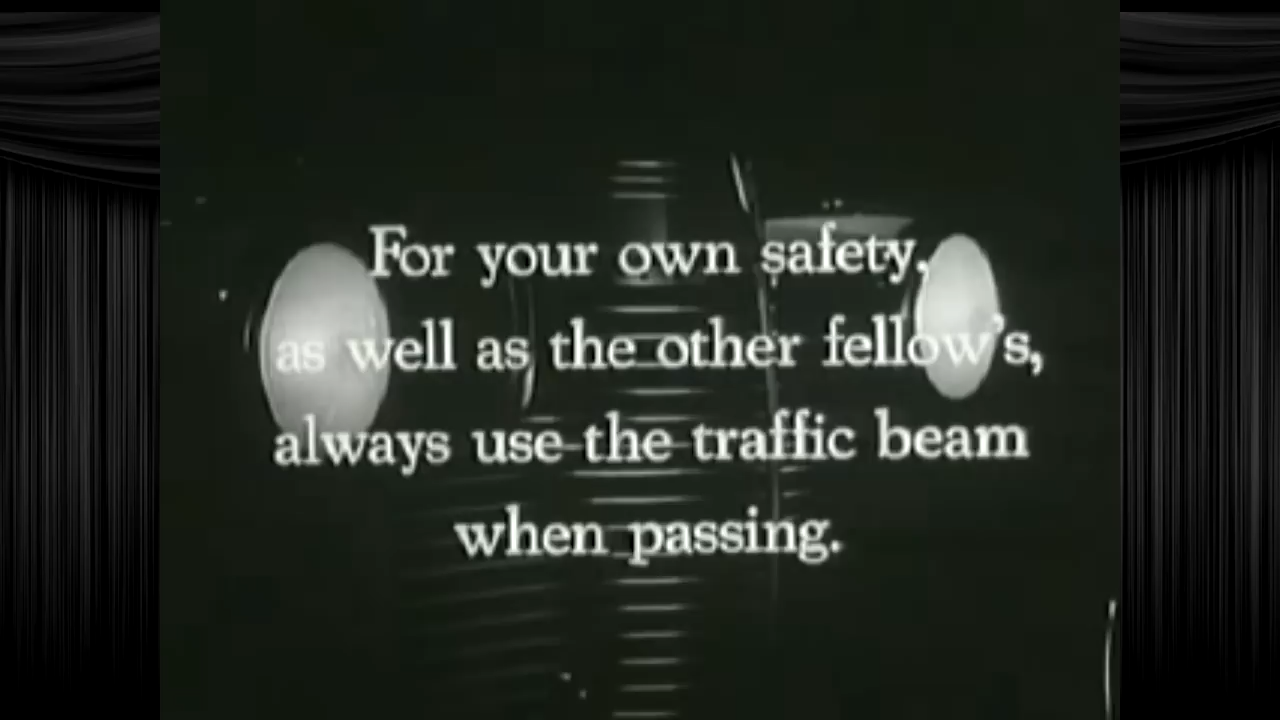 For your own safety,
as well as the other fellow's,
always use the traffic beam
when passing.